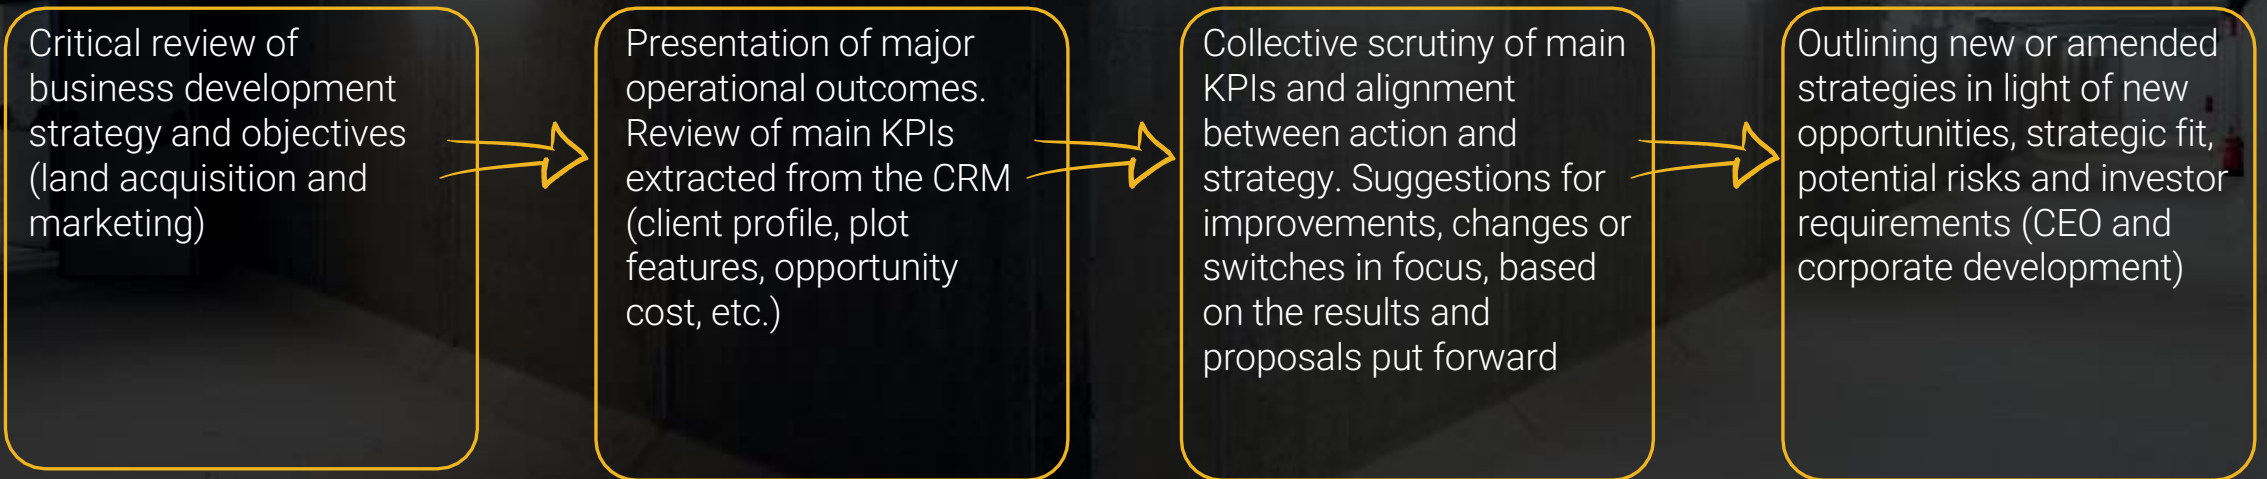 Critical review of
business development
strategy and objectives
(land acquisition and
marketing)
Presentation of major
operational outcomes.
Review of main KPIs
extracted from the CRM
(client profile, plot
features, opportunity
cost, etc.)
Collective scrutiny of main
KPIs and alignment
between action and
strategy. Suggestions for
improvements, changes or
switches in focus, based
on the results and
proposals put forward
Outlining new or amended
strategies in light of new
opportunities, strategic fit,
potential risks and investor
requirements (CEO and
corporate development)